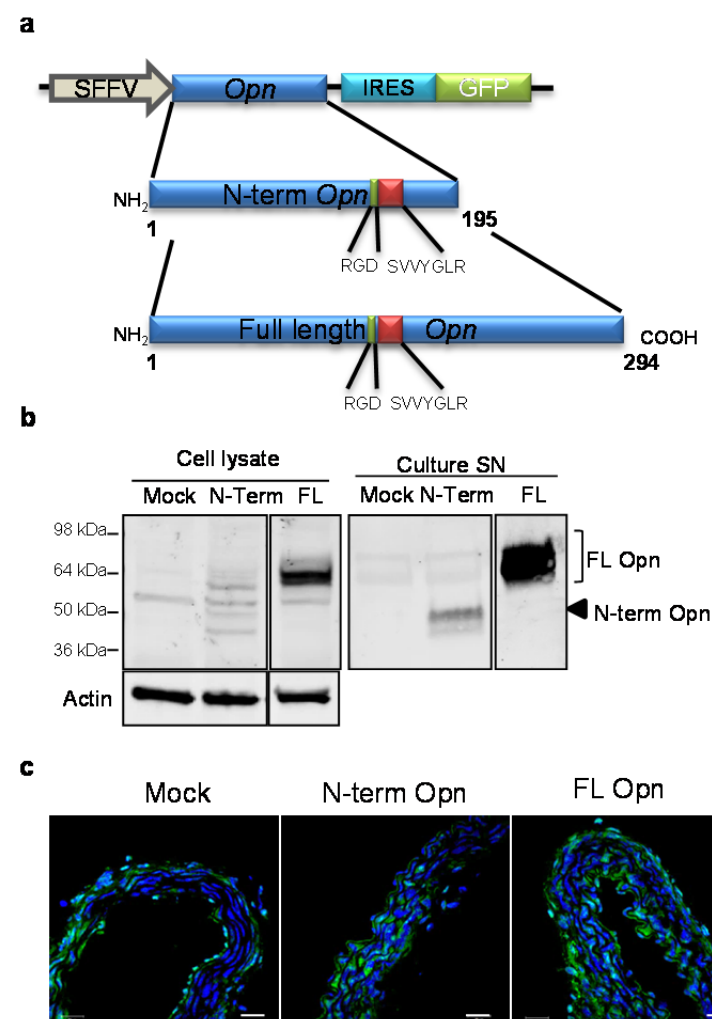 a
SFFV Opn IRES GFP
NH2 N-term Opn
1 195
RGD SVVYGLR
NH2 Full length Opn COOH
1 294
RGD SVVYGLR
b
Cell lysate Culture SN
Mock N-Term FL Mock N-Term FL
98 kDa
64 kDa FL Opn
50 kDa N-term Opn
36 kDa
Actin
c
Mock N-term Opn FL Opn